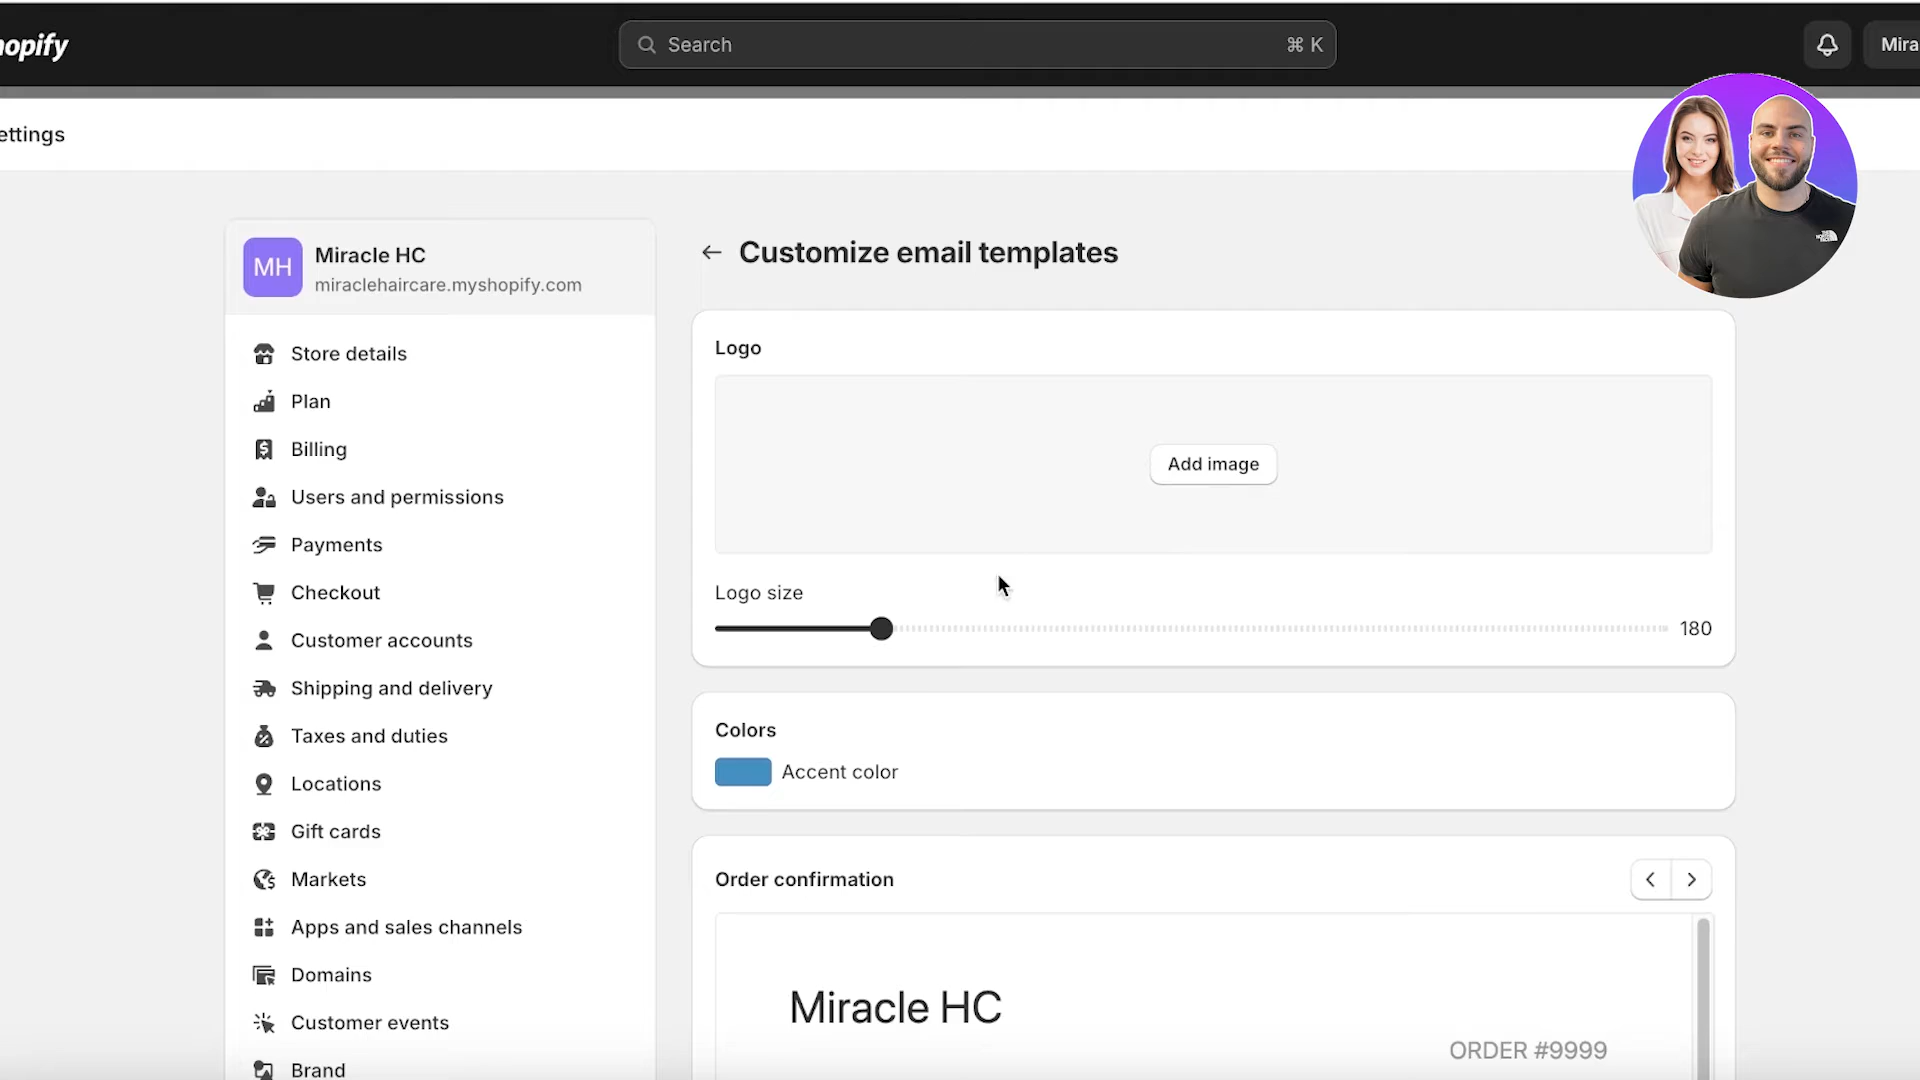 hopify
Search
⌘ K
Mira
ettings
MH
Miracle HC
miraclehaircare.myshopify.com
Store details
Plan
Billing
Users and permissions
Payments
Checkout
Customer accounts
Shipping and delivery
Taxes and duties
Locations
Gift cards
Markets
Apps and sales channels
Domains
Customer events
Brand
Customize email templates
Logo
Add image
Logo size
180
Colors
Accent color
Order confirmation
Miracle HC
ORDER #9999